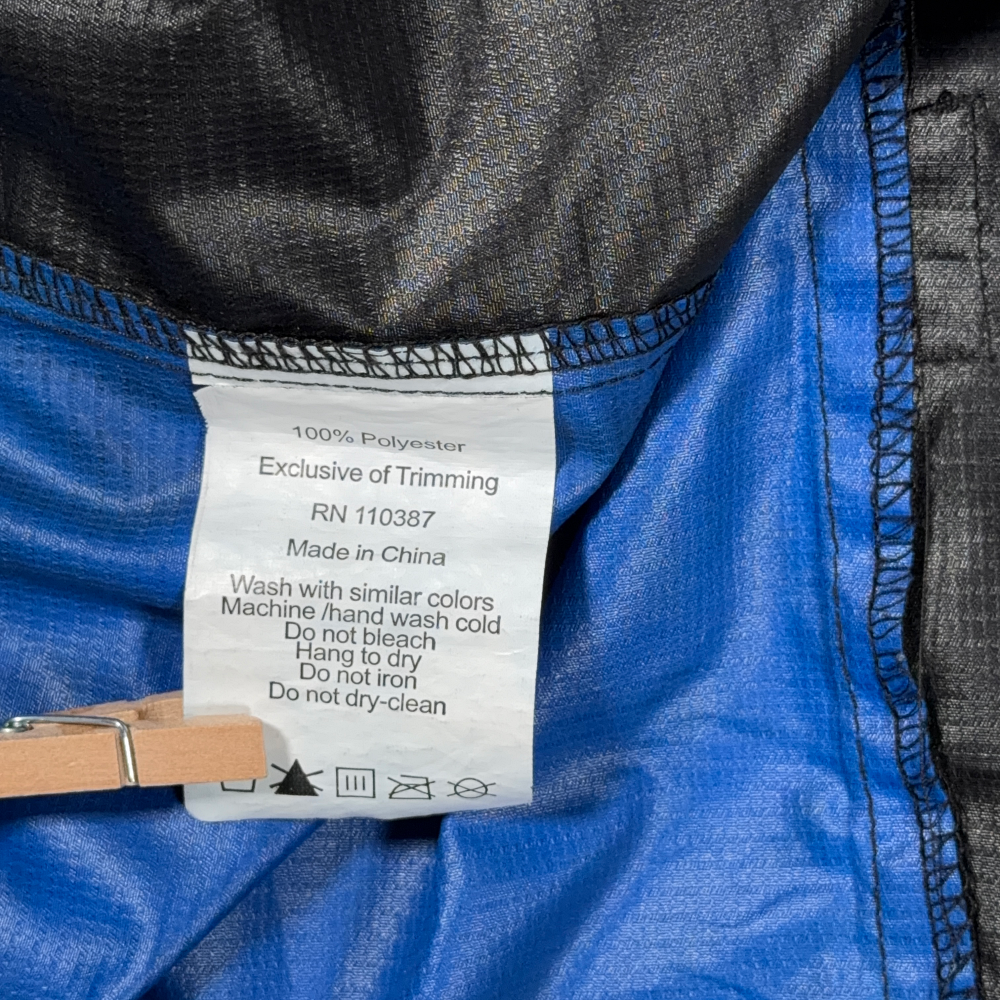 100% Polyester
Exclusive of Trimming
RN 110387
Made in China
Wash with similar colors
Machine /hand wash cold
Do not bleach
Hang to dry
Do not iron
Do not dry-clean